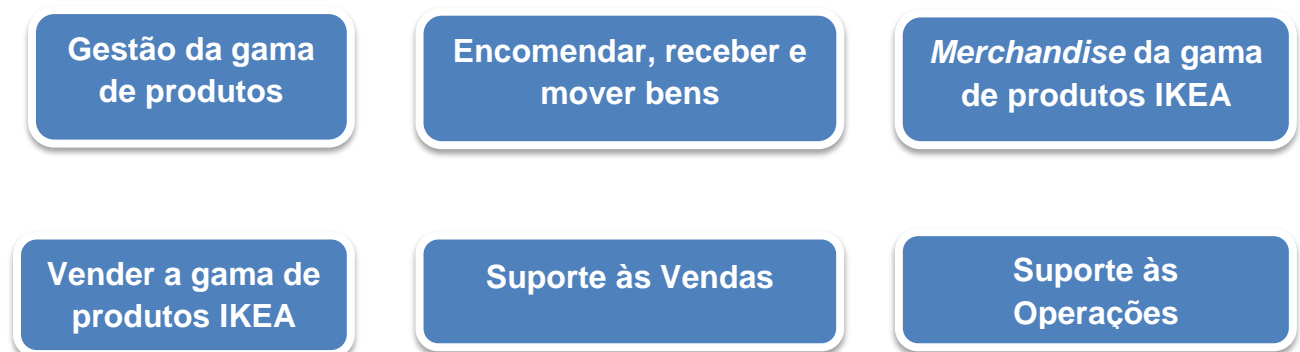 Gestão da gama
de produtos
Encomendar, receber e
mover bens
Merchandise da gama
de produtos IKEA
Vender a gama de
produtos IKEA
Suporte às Vendas
Suporte às
Operações